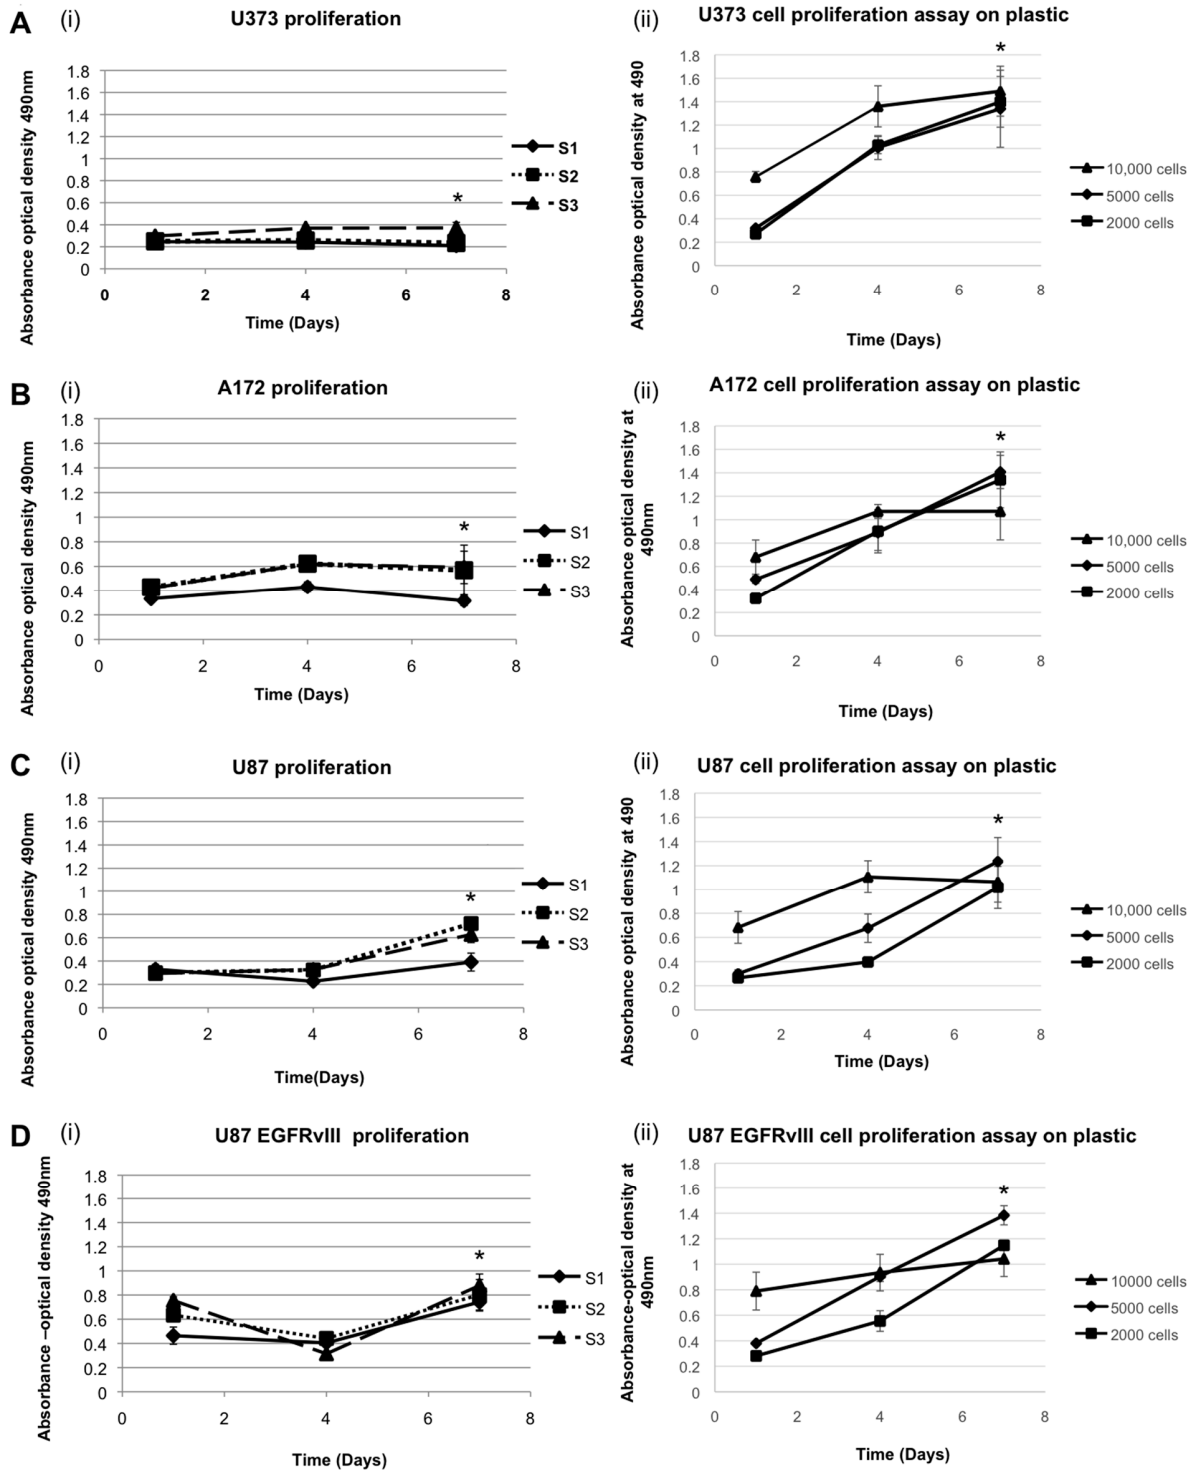 A (i) U373 proliferation
Absorbance optical density 490nm
1.8
1.6
1.4
1.2
1
0.8
0.6
0.4
0.2
0
*
0 2 4 6 8
Time (Days)
S1
S2
S3
(ii) U373 cell proliferation assay on plastic
Absorbance optical density at 490
1.8
1.6
1.4
1.2
1
0.8
0.6
0.4
0.2
0
*
0 2 4 6 8
Time (Days)
10,000 cells
5000 cells
2000 cells
B (i) A172 proliferation
Absorbance optical density 490nm
1.8
1.6
1.4
1.2
1
0.8
0.6
0.4
0.2
0
*
0 2 4 6 8
Time (Days)
S1
S2
S3
(ii) A172 cell proliferation assay on plastic
Absorbance optical density at
490nm
1.8
1.6
1.4
1.2
1
0.8
0.6
0.4
0.2
0
*
0 2 4 6 8
Time (Days)
10,000 cells
5000 cells
2000 cells
C (i) U87 proliferation
Absorbance optical density 490nm
1.8
1.6
1.4
1.2
1
0.8
0.6
0.4
0.2
0
*
0 2 4 6 8
Time(Days)
S1
S2
S3
(ii) U87 cell proliferation assay on plastic
Absorbance optical density at 490
1.8
1.6
1.4
1.2
1
0.8
0.6
0.4
0.2
0
*
0 2 4 6 8
Time (Days)
10,000 cells
5000 cells
2000 cells
D (i) U87 EGFRvIII proliferation
Absorbance –optical density 490nm
1.8
1.6
1.4
1.2
1
0.8
0.6
0.4
0.2
0
*
0 2 4 6 8
Time (Days)
S1
S2
S3
(ii) U87 EGFRvIII cell proliferation assay on plastic
Absorbance-optical density at
490nm
1.8
1.6
1.4
1.2
1
0.8
0.6
0.4
0.2
0
*
0 2 4 6 8
Time (Days)
10000 cells
5000 cells
2000 cells